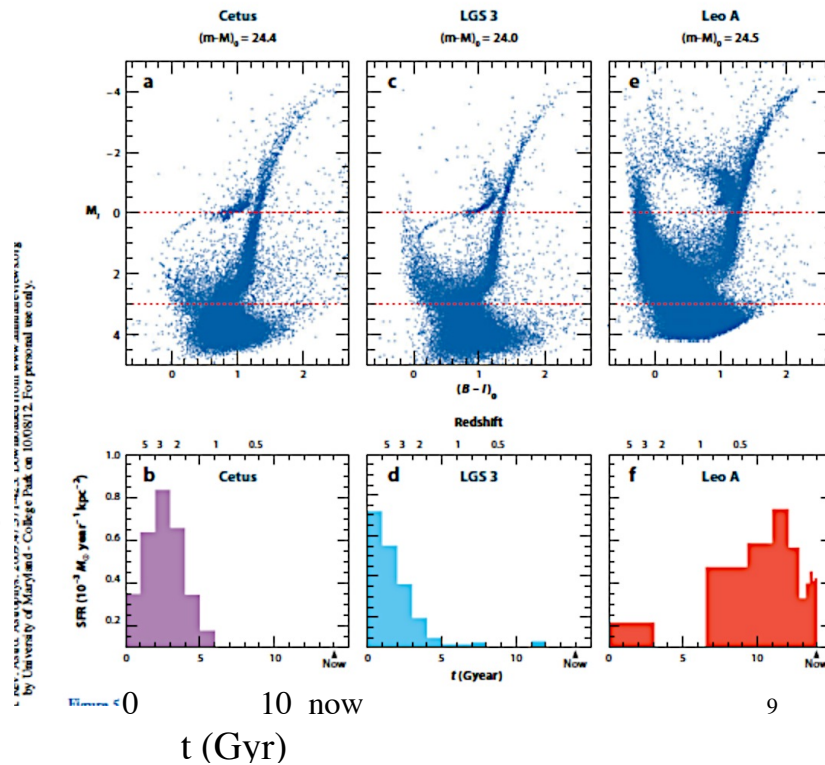 Cetus
(m-M)₀ = 24.4
LGS 3
(m-M)₀ = 24.0
Leo A
(m-M)₀ = 24.5
a
c
e
-4
-2
M_I 0
2
4
0 1 2
0 1 2
0 1 2
(B – I)₀
Redshift
5 3 2 1 0.5
5 3 2 1 0.5
5 3 2 1 0.5
b Cetus
d LGS 3
f Leo A
SFR (10⁻³ M☉ year⁻¹ kpc⁻²)
1.0
0.8
0.6
0.4
0.2
0 5 10 Now
0 5 10 Now
0 5 10 Now
t (Gyear)
by University of Maryland - College Park on 10/08/12. For personal use only.
0 10 now
9
t (Gyr)